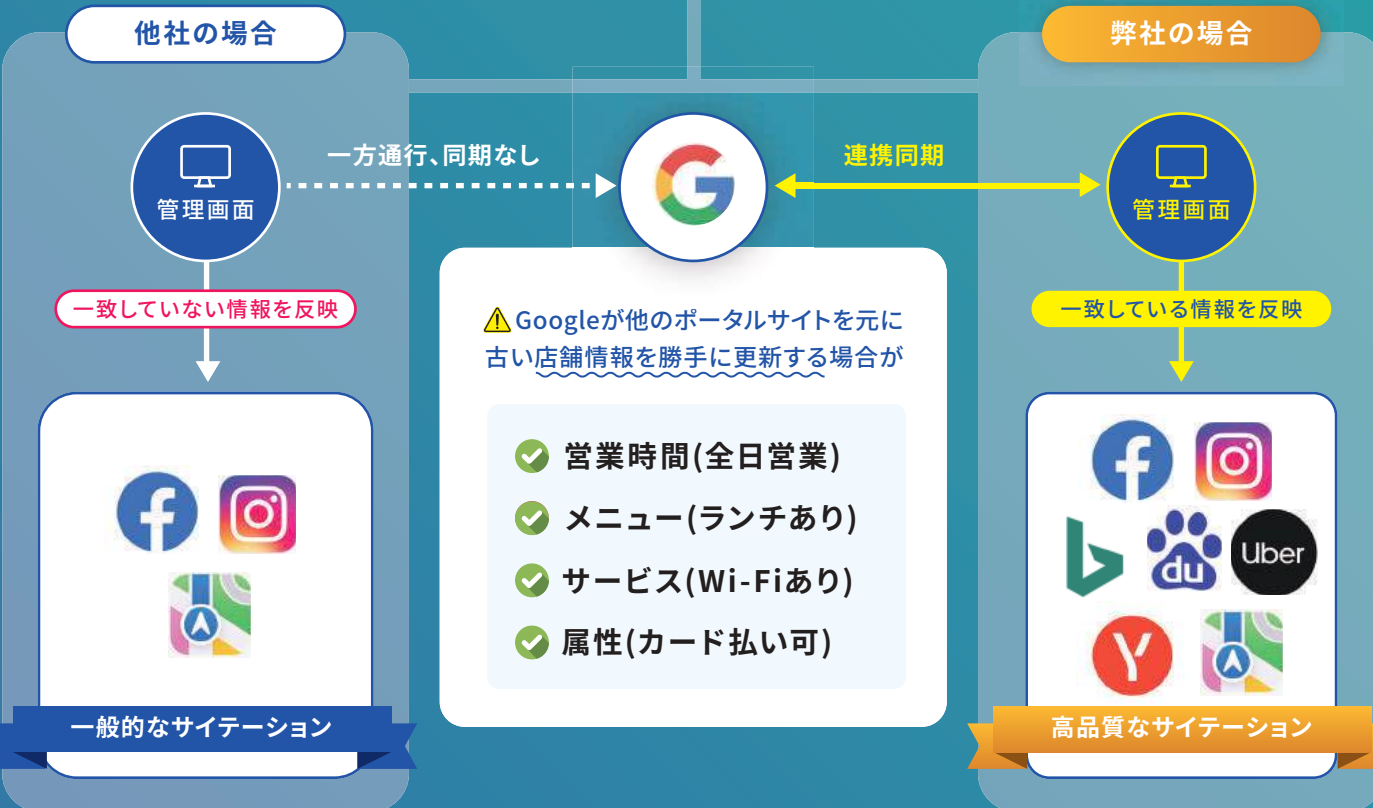 他社の場合
弊社の場合
一方通行、同期なし
連携同期
管理画面
管理画面
一致していない情報を反映
一致している情報を反映
Googleが他のポータルサイトを元に
古い店舗情報を勝手に更新する場合が
営業時間(全日営業)
メニュー(ランチあり)
サービス(Wi-Fiあり)
属性(カード払い可)
du
Uber
一般的なサイテーション
高品質なサイテーション